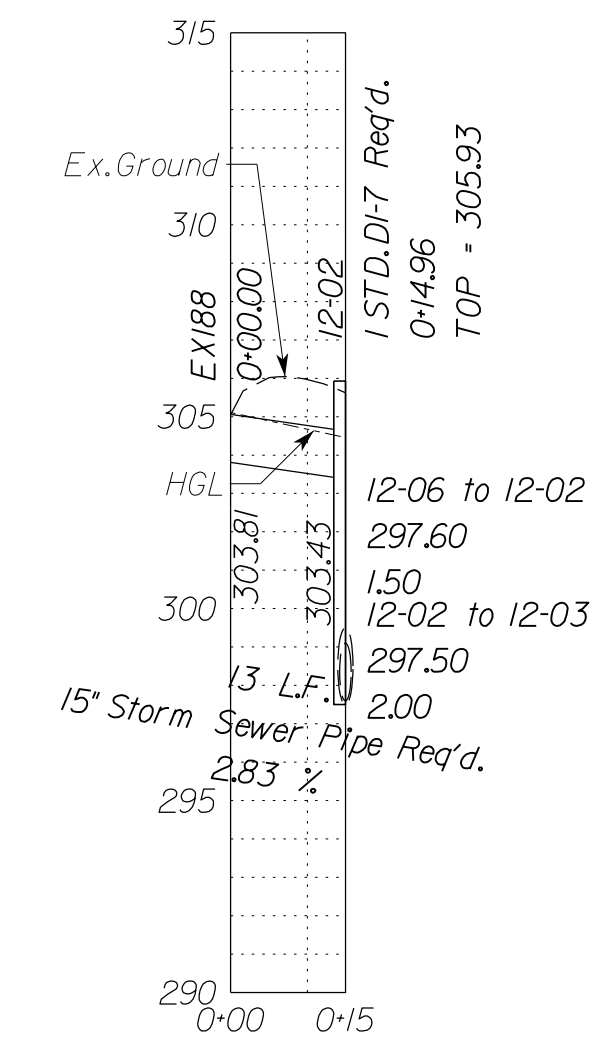 315
Ex.Ground
310
EX188
0+00.00
12-02
1 STD. DI-7 Req'd.
0+14.96
TOP = 305.93
305
HGL
303.81
303.43
12-06 to 12-02
297.60
1.50
300
12-02 to 12-03
297.50
2.00
13 L.F.
15" Storm Sewer Pipe Req'd.
2.83 %
295
290
0+00
0+15